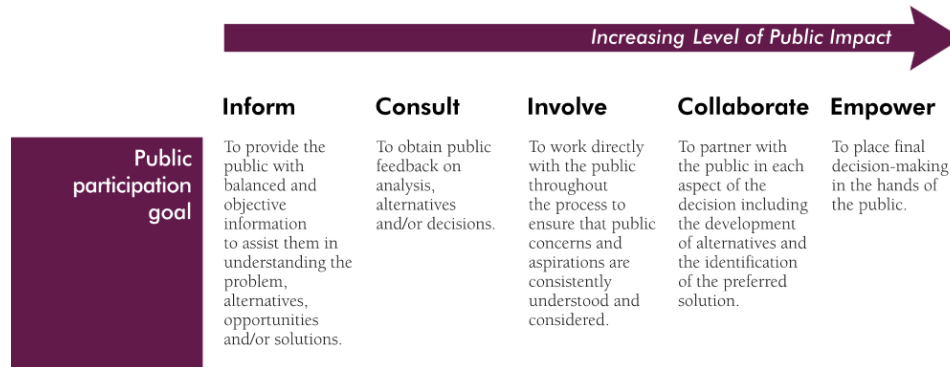 Increasing Level of Public Impact
Inform
Consult
Involve
Collaborate
Empower
Public
participation
goal
To provide the
public with
balanced and
objective
information
to assist them in
understanding the
problem,
alternatives,
opportunities
and/or solutions.
To obtain public
feedback on
analysis,
alternatives
and/or decisions.
To work directly
with the public
throughout
the process to
ensure that public
concerns and
aspirations are
consistently
understood and
considered.
To partner with
the public in each
aspect of the
decision including
the development
of alternatives and
the identification
of the preferred
solution.
To place final
decision-making
in the hands of
the public.